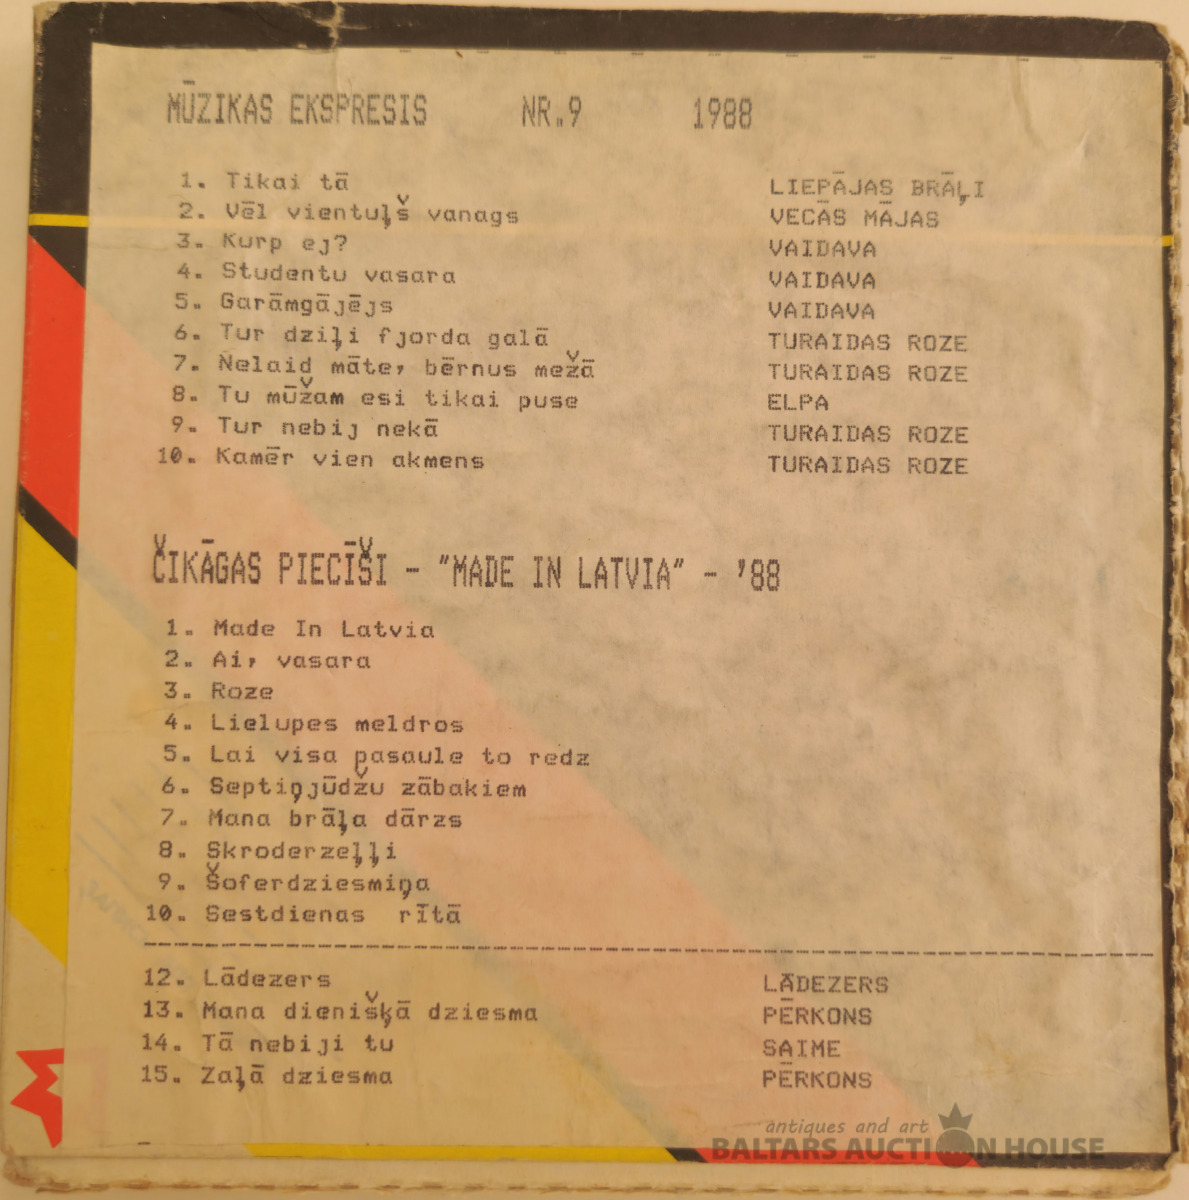 MŪZIKAS EKSPRESIS NR.9 1988
1. Tikai tā LIEPĀJAS BRĀĻI
2. Vēl vientuļš vanags VECĀS MĀJAS
3. Kurp ej? VAIDAVA
4. Studentu vasara VAIDAVA
5. Garāmgājējs VAIDAVA
6. Tur dziļi fjorda galā TURAIDAS ROZE
7. Nelaid māte, bērnus mežā TURAIDAS ROZE
8. Tu mūžam esi tikai puse ELPA
9. Tur nebij nekā TURAIDAS ROZE
10. Kamēr vien akmens TURAIDAS ROZE
ČIKĀGAS PIECĪŠI - "MADE IN LATVIA" - '88
1. Made In Latvia
2. Ai, vasara
3. Roze
4. Lielupes meldros
5. Lai visa pasaule to redz
6. Septiņjūdžu zābakiem
7. Mana brāļa dārzs
8. Skroderzeļļi
9. Šoferdziesmiņa
10. Sestdienas rītā
12. Lādezers LĀDEZERS
13. Mana dienišķā dziesma PĒRKONS
14. Tā nebiji tu SAIME
15. Zaļā dziesma PĒRKONS
antiques and art
BALTARS AUCTION HOUSE